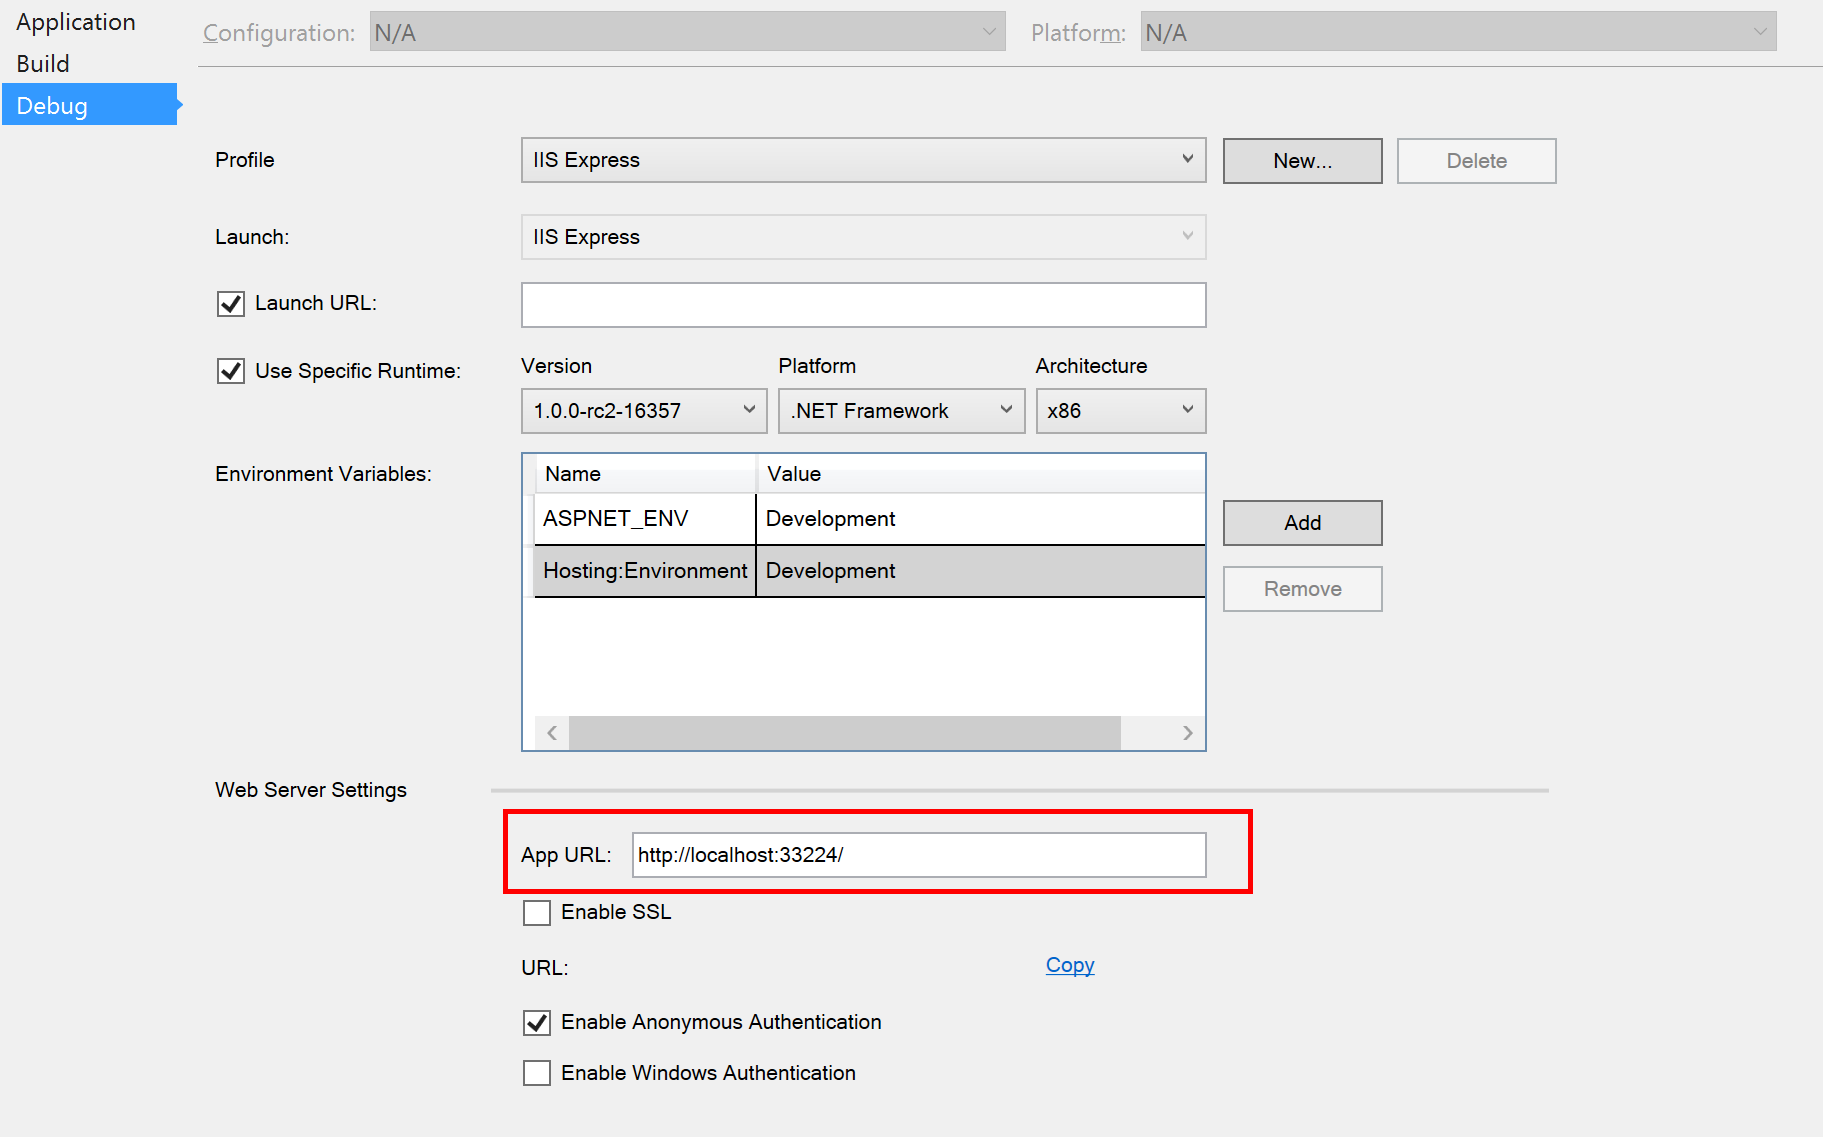 Application
Build
Debug
Configuration: N/A Platform: N/A
Profile IIS Express New... Delete
Launch: IIS Express
Launch URL:
Use Specific Runtime: Version Platform Architecture
1.0.0-rc2-16357 .NET Framework x86
Environment Variables: Name Value
ASPNET_ENV Development
Add
Hosting:Environment Development
Remove
Web Server Settings
App URL: http://localhost:33224/
Enable SSL
URL: Copy
Enable Anonymous Authentication
Enable Windows Authentication